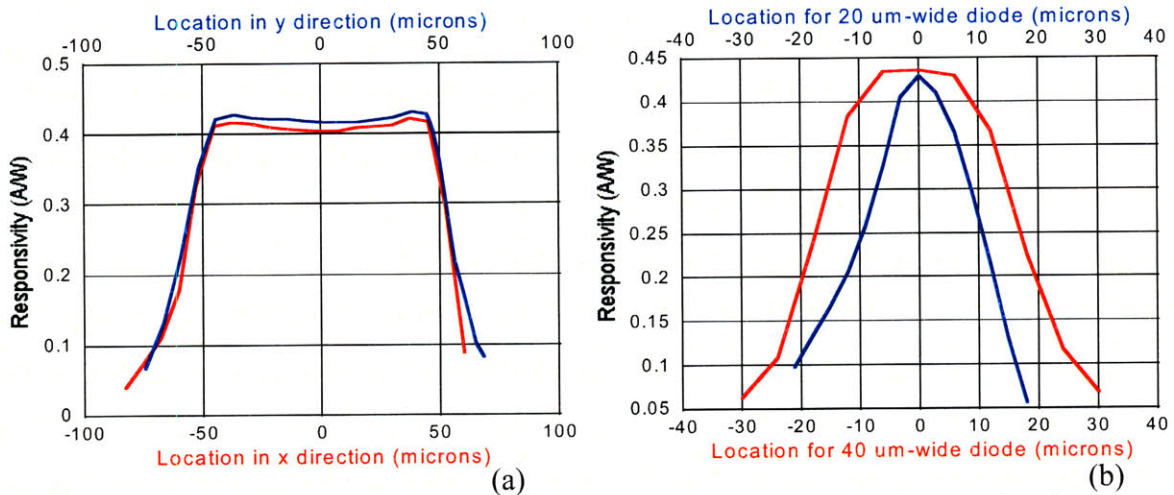 Location in y direction (microns)
-100 -50 0 50 100
0.5
0.4
0.3
0.2
0.1
0
Responsivity (A/W)
-100 -50 0 50 100
Location in x direction (microns)
(a)
Location for 20 um-wide diode (microns)
-40 -30 -20 -10 0 10 20 30 40
0.45
0.4
0.35
0.3
0.25
0.2
0.15
0.1
0.05
Responsivity (A/W)
-40 -30 -20 -10 0 10 20 30 40
Location for 40 um-wide diode (microns)
(b)